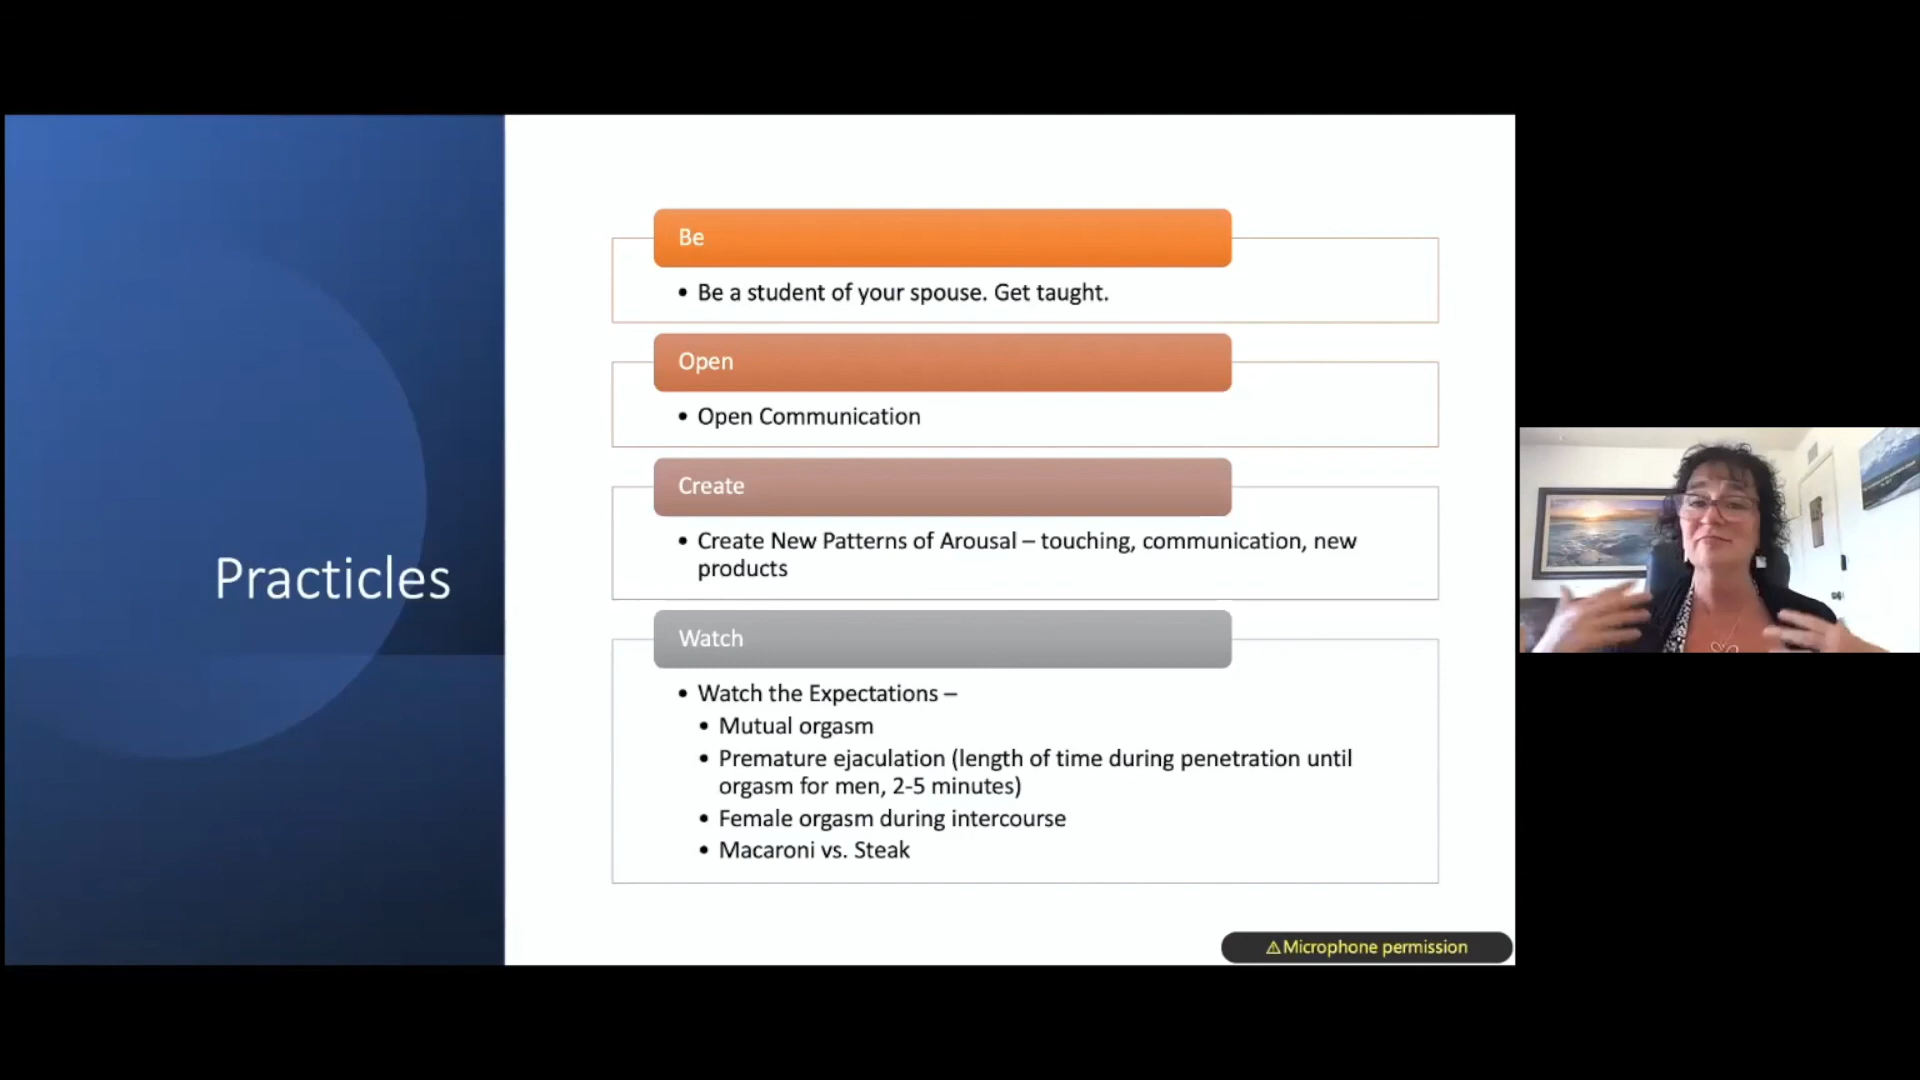 Practicles
Be
• Be a student of your spouse. Get taught.
Open
• Open Communication
Create
• Create New Patterns of Arousal – touching, communication, new
products
Watch
• Watch the Expectations –
• Mutual orgasm
• Premature ejaculation (length of time during penetration until
orgasm for men, 2-5 minutes)
• Female orgasm during intercourse
• Macaroni vs. Steak
⚠Microphone permission